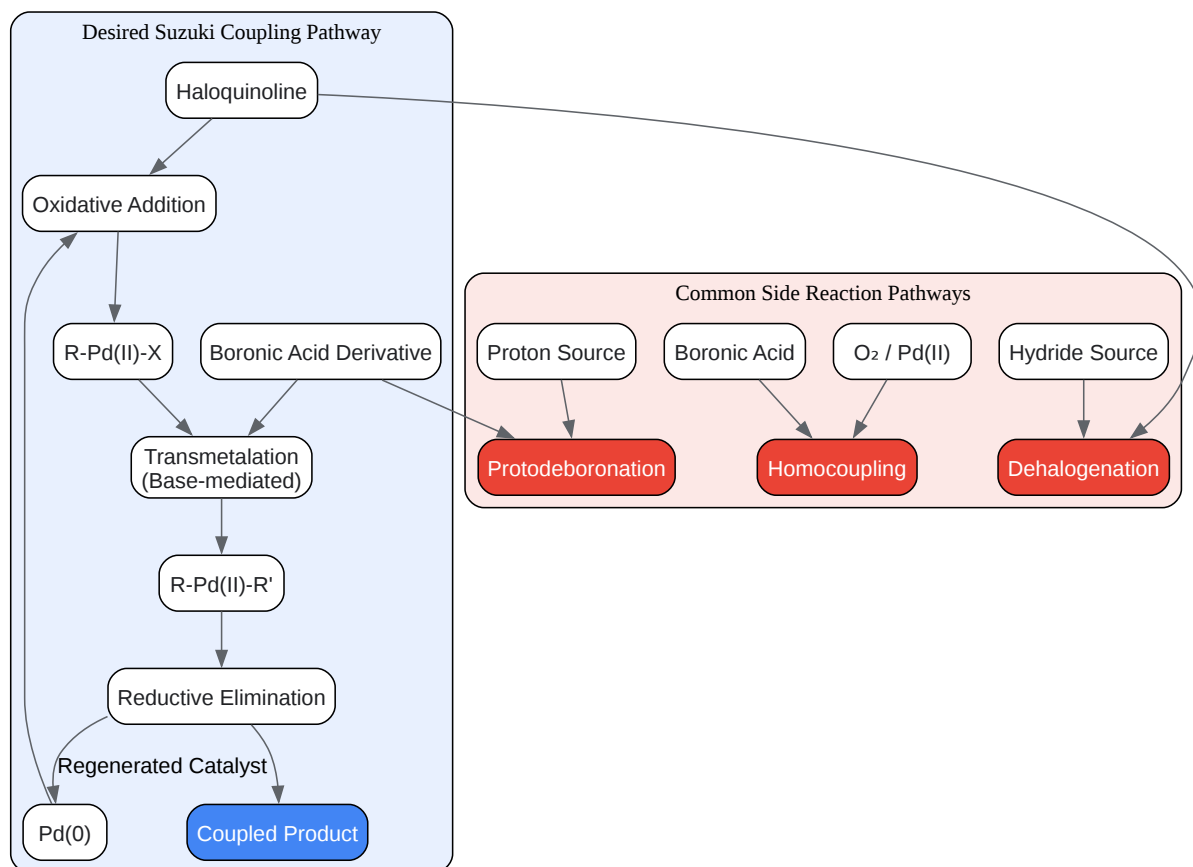 Desired Suzuki Coupling Pathway
Haloquinoline
Oxidative Addition
R-Pd(II)-X
Boronic Acid Derivative
Transmetalation
(Base-mediated)
R-Pd(II)-R'
Reductive Elimination
Regenerated Catalyst
Pd(0)
Coupled Product
Common Side Reaction Pathways
Proton Source
Boronic Acid
O₂ / Pd(II)
Hydride Source
Protodeboronation
Homocoupling
Dehalogenation